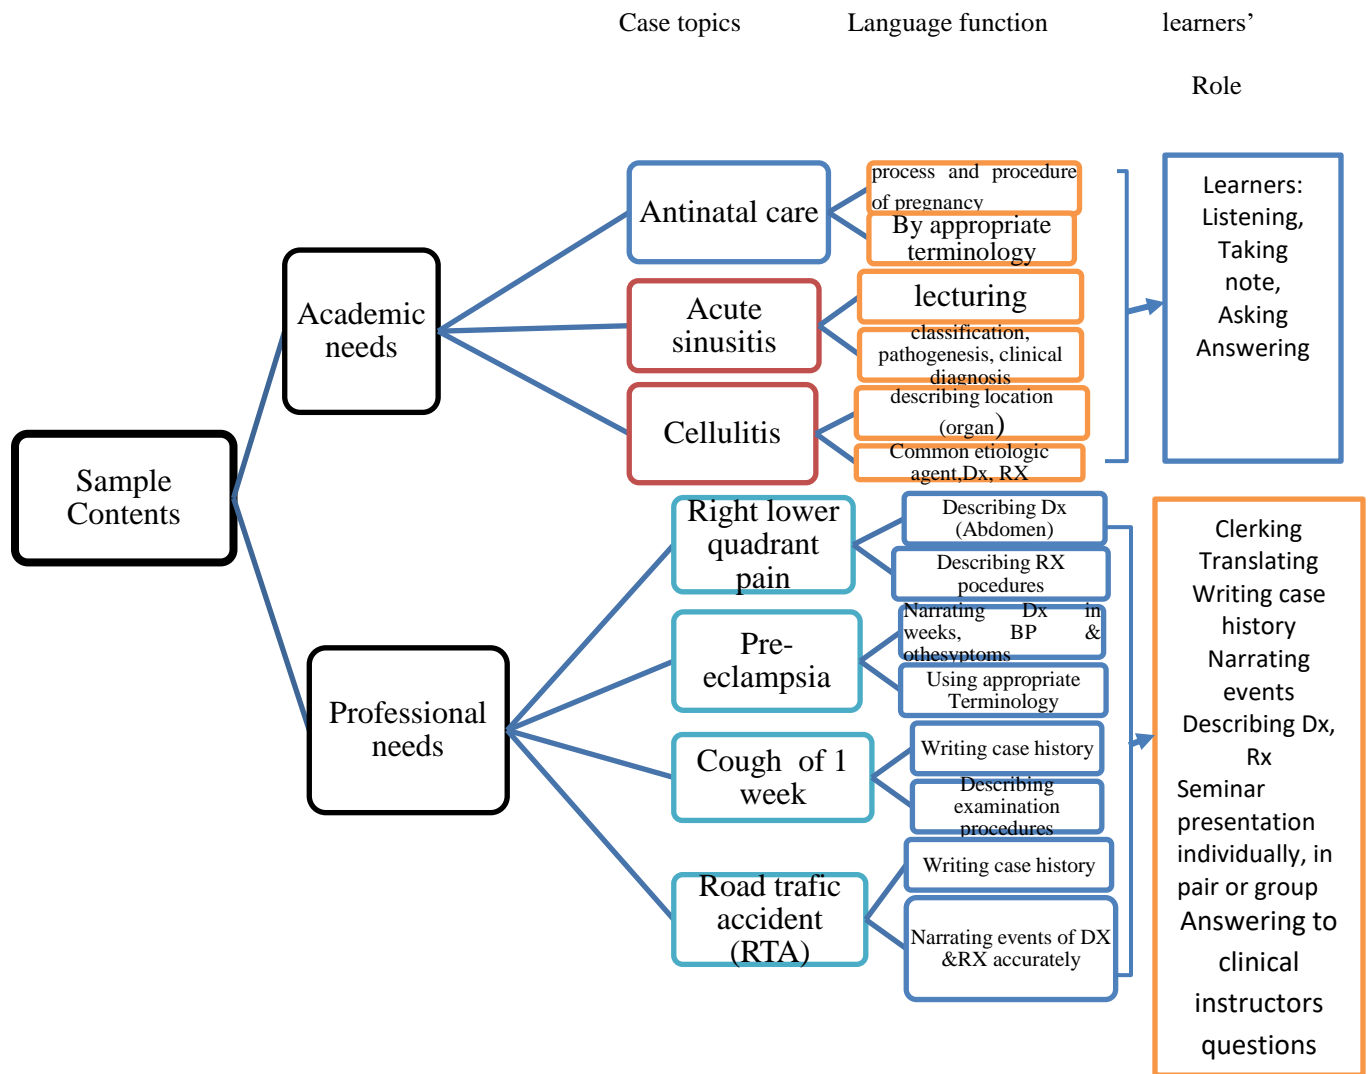 Case topics Language function learners’
Role
Sample
Contents
Academic
needs
Antinatal care
process and procedure
of pregnancy
By appropriate
terminology
Acute
sinusitis
lecturing
classification,
pathogenesis, clinical
diagnosis
Cellulitis
describing location
(organ)
Common etiologic
agent,Dx, RX
Learners:
Listening,
Taking
note,
Asking
Answering
Professional
needs
Right lower
quadrant
pain
Describing Dx
(Abdomen)
Describing RX
pocedures
Pre-
eclampsia
Narrating Dx in
weeks, BP &
othesyptoms
Using appropriate
Terminology
Cough of 1
week
Writing case history
Describing
examination
procedures
Road trafic
accident
(RTA)
Writing case history
Narrating events of DX
&RX accurately
Clerking
Translating
Writing case
history
Narrating
events
Describing Dx,
Rx
Seminar
presentation
individually, in
pair or group
Answering to
clinical
instructors
questions